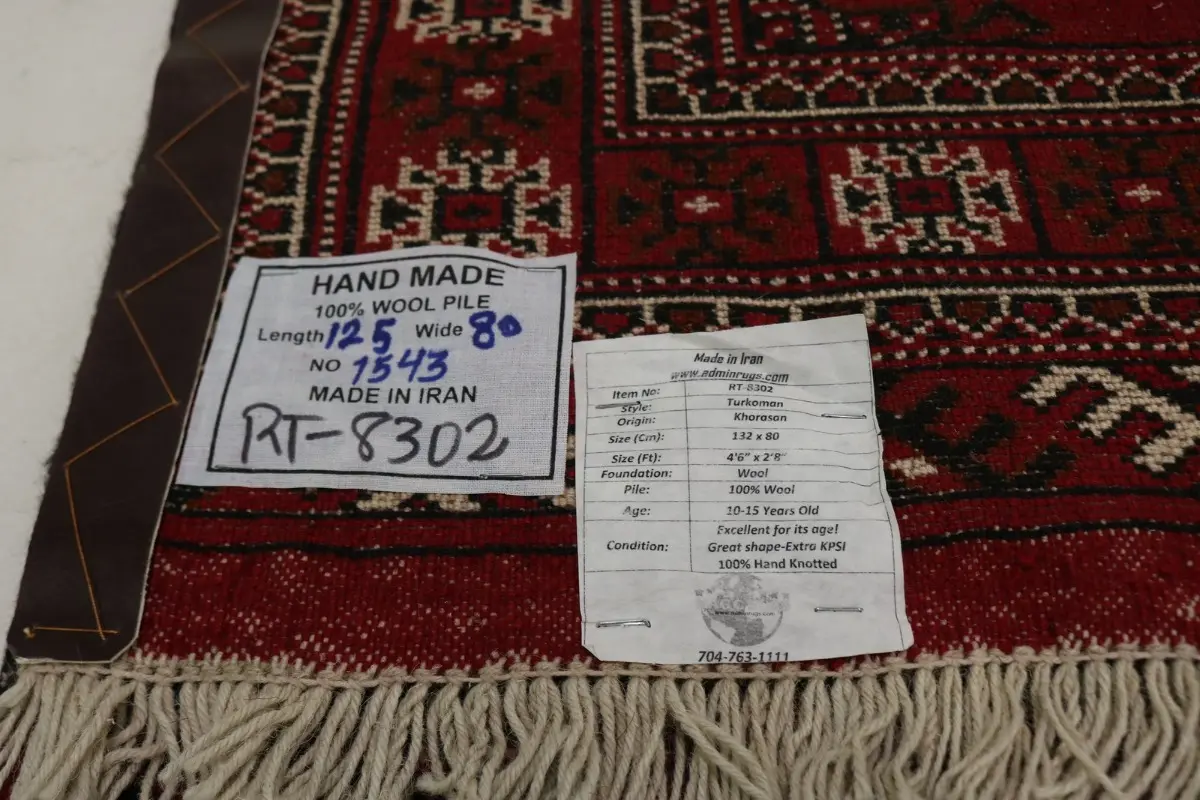 HAND MADE
100% WOOL PILE
Length 125 Wide 80
NO 1543
MADE IN IRAN
RT-8302
Made in Iran
www.adminrugs.com
Item No: RT-8302
Style: Turkoman
Origin: Khorasan
Size (Cm): 132 x 80
Size (Ft): 4'6" x 2'8"
Foundation: Wool
Pile: 100% Wool
Age: 10-15 Years Old
Condition: Excellent for its age!
Great shape-Extra KPSI
100% Hand Knotted
www.adminrugs.com
704-763-1111